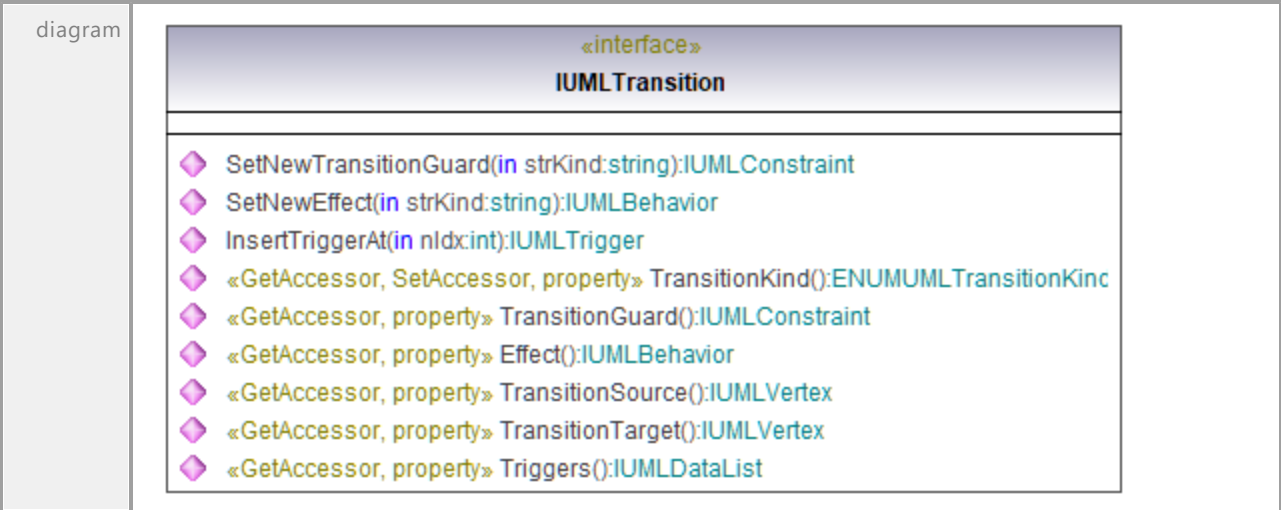 diagram
«interface»
IUMLTransition
SetNewTransitionGuard(in strKind:string):IUMLConstraint
SetNewEffect(in strKind:string):IUMLBehavior
InsertTriggerAt(in nIdx:int):IUMLTrigger
«GetAccessor, SetAccessor, property» TransitionKind():ENUMUMLTransitionKind
«GetAccessor, property» TransitionGuard():IUMLConstraint
«GetAccessor, property» Effect():IUMLBehavior
«GetAccessor, property» TransitionSource():IUMLVertex
«GetAccessor, property» TransitionTarget():IUMLVertex
«GetAccessor, property» Triggers():IUMLDataList